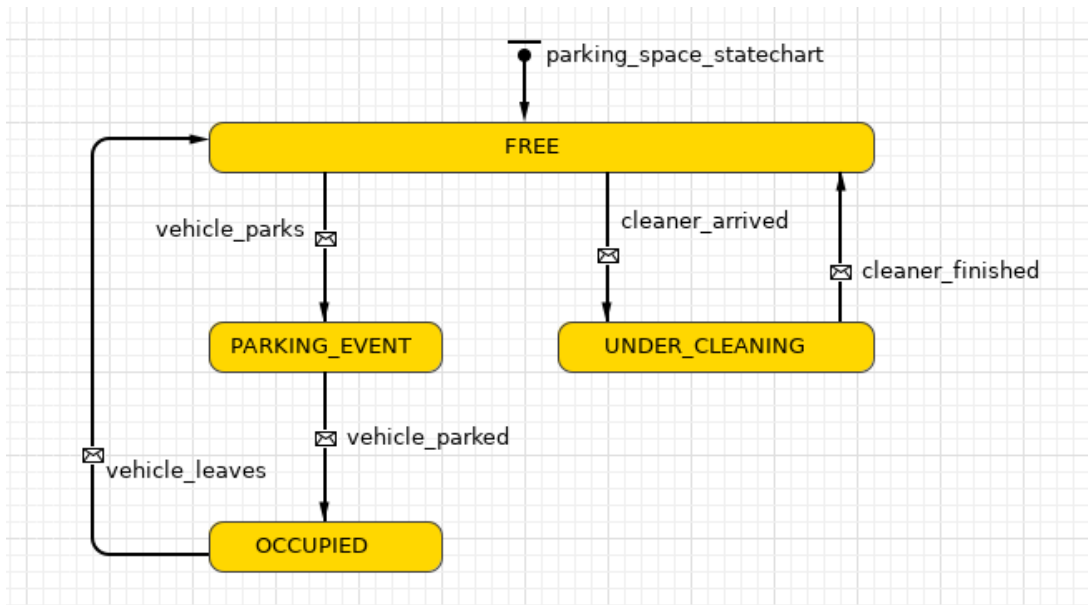 parking_space_statechart
FREE
vehicle_parks
cleaner_arrived
cleaner_finished
PARKING_EVENT
UNDER_CLEANING
vehicle_parked
vehicle_leaves
OCCUPIED